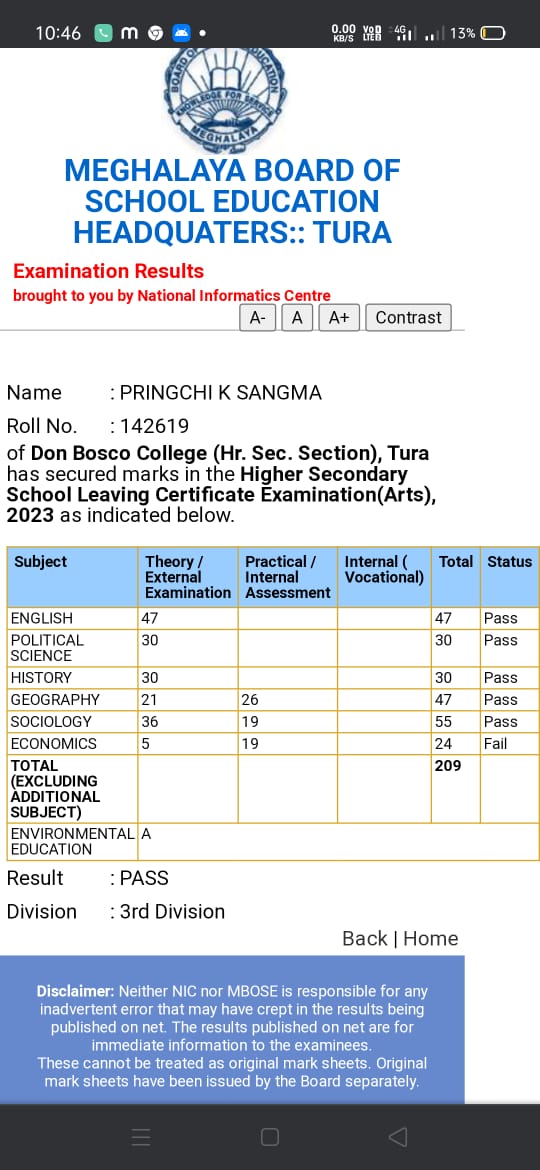 10:46 m 0.00 KB/S VoD LTE 4G 13%
BOARD OF SCHOOL EDUCATION
KNOWLEDGE FOR SERVICE
MEGHALAYA
MEGHALAYA BOARD OF
SCHOOL EDUCATION
HEADQUATERS:: TURA
Examination Results
brought to you by National Informatics Centre
A- A A+ Contrast
Name : PRINGCHI K SANGMA
Roll No. : 142619
of Don Bosco College (Hr. Sec. Section), Tura
has secured marks in the Higher Secondary
School Leaving Certificate Examination(Arts),
2023 as indicated below.
Subject Theory / Practical / Internal ( Total Status
External Internal Vocational)
Examination Assessment
ENGLISH 47 47 Pass
POLITICAL 30 30 Pass
SCIENCE
HISTORY 30 30 Pass
GEOGRAPHY 21 26 47 Pass
SOCIOLOGY 36 19 55 Pass
ECONOMICS 5 19 24 Fail
TOTAL 209
(EXCLUDING
ADDITIONAL
SUBJECT)
ENVIRONMENTAL A
EDUCATION
Result : PASS
Division : 3rd Division
Back | Home
Disclaimer: Neither NIC nor MBOSE is responsible for any
inadvertent error that may have crept in the results being
published on net. The results published on net are for
immediate information to the examinees.
These cannot be treated as original mark sheets. Original
mark sheets have been issued by the Board separately.